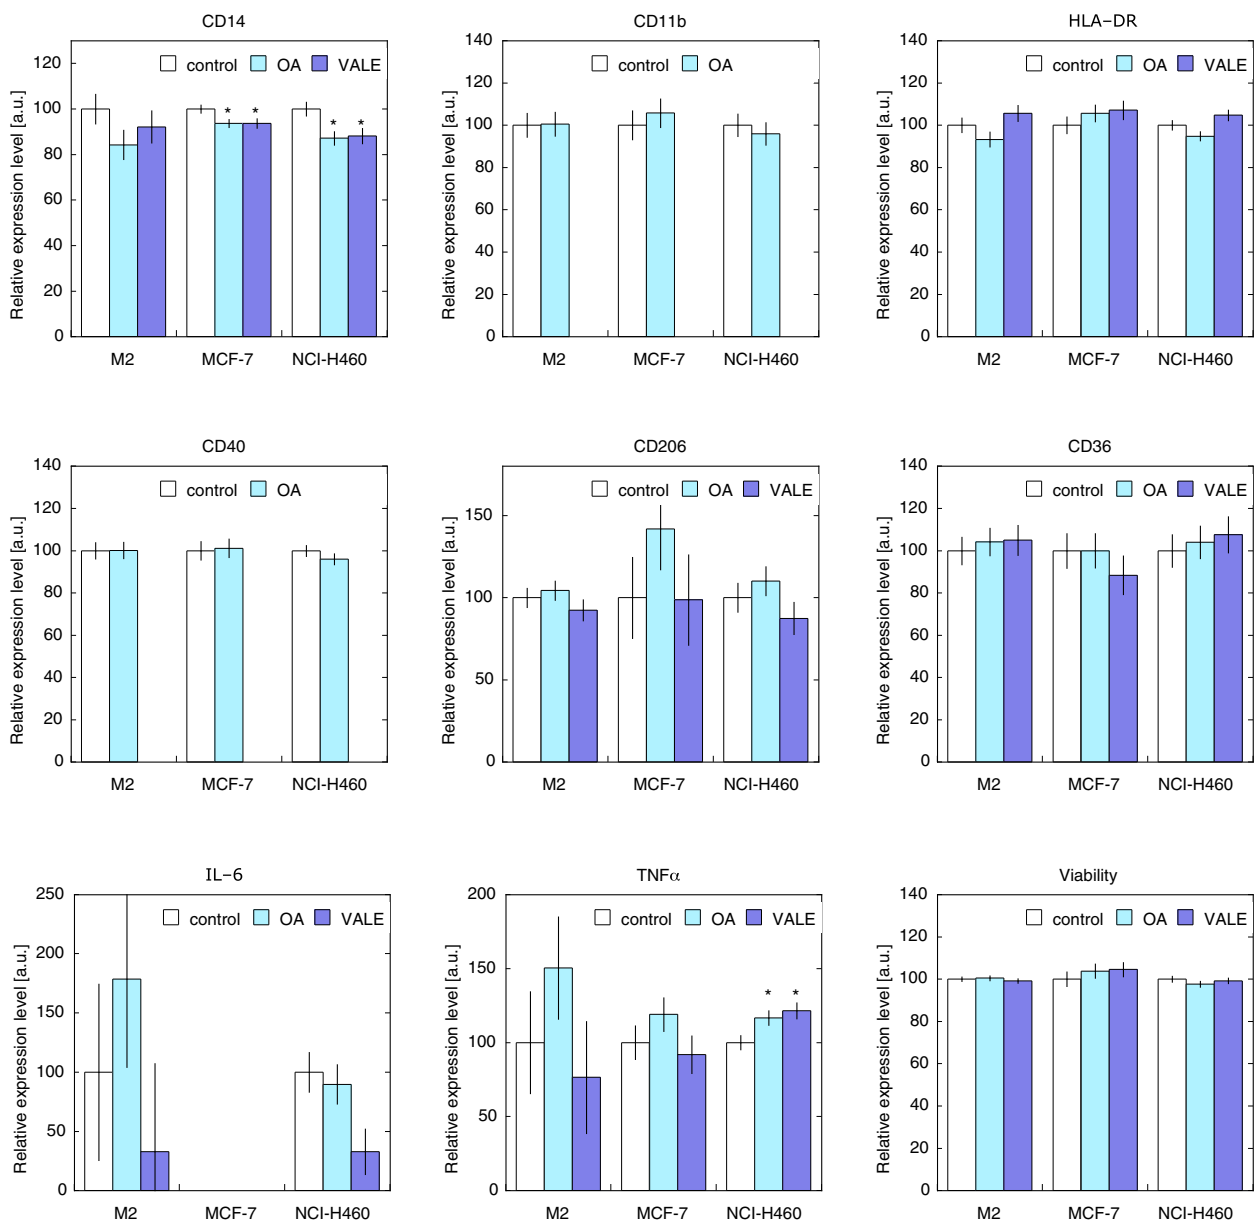 CD14
Relative expression level [a.u.]
120
100
80
60
40
20
0
control OA VALE
* * * *
M2 MCF-7 NCI-H460
CD11b
Relative expression level [a.u.]
140
120
100
80
60
40
20
0
control OA
M2 MCF-7 NCI-H460
HLA-DR
Relative expression level [a.u.]
140
120
100
80
60
40
20
0
control OA VALE
M2 MCF-7 NCI-H460
CD40
Relative expression level [a.u.]
140
120
100
80
60
40
20
0
control OA
M2 MCF-7 NCI-H460
CD206
Relative expression level [a.u.]
150
100
50
0
control OA VALE
M2 MCF-7 NCI-H460
CD36
Relative expression level [a.u.]
140
120
100
80
60
40
20
0
control OA VALE
M2 MCF-7 NCI-H460
IL-6
Relative expression level [a.u.]
250
200
150
100
50
0
control OA VALE
M2 MCF-7 NCI-H460
TNFα
Relative expression level [a.u.]
200
150
100
50
0
control OA VALE
* *
M2 MCF-7 NCI-H460
Viability
Relative expression level [a.u.]
140
120
100
80
60
40
20
0
control OA VALE
M2 MCF-7 NCI-H460